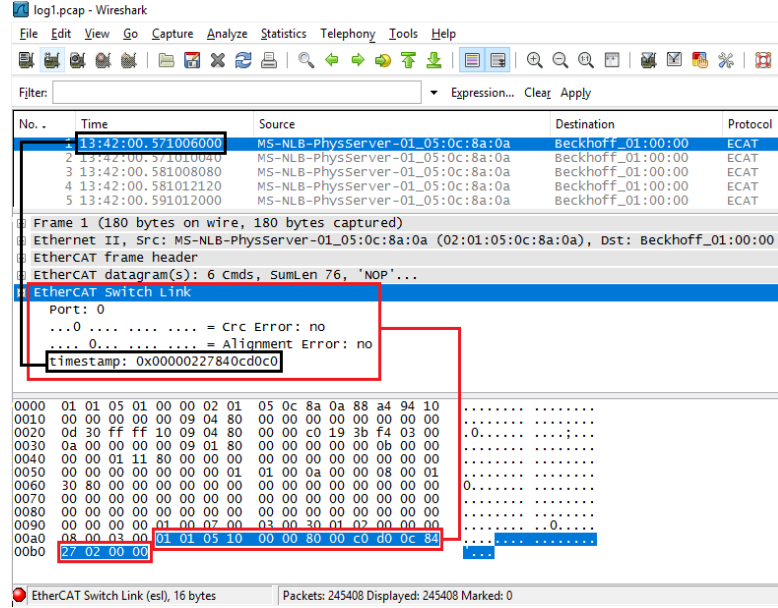 log1.pcap - Wireshark
File Edit View Go Capture Analyze Statistics Telephony Tools Help
Filter: Expression... Clear Apply
No. . Time Source Destination Protocol
1 13:42:00.571006000 MS-NLB-PhysServer-01_05:0c:8a:0a Beckhoff_01:00:00 ECAT
2 13:42:00.571010040 MS-NLB-PhysServer-01_05:0c:8a:0a Beckhoff_01:00:00 ECAT
3 13:42:00.581008080 MS-NLB-PhysServer-01_05:0c:8a:0a Beckhoff_01:00:00 ECAT
4 13:42:00.581012120 MS-NLB-PhysServer-01_05:0c:8a:0a Beckhoff_01:00:00 ECAT
5 13:42:00.591012000 MS-NLB-PhysServer-01_05:0c:8a:0a Beckhoff_01:00:00 ECAT
Frame 1 (180 bytes on wire, 180 bytes captured)
Ethernet II, Src: MS-NLB-PhysServer-01_05:0c:8a:0a (02:01:05:0c:8a:0a), Dst: Beckhoff_01:00:00
EtherCAT frame header
EtherCAT datagram(s): 6 Cmds, SumLen 76, 'NOP'...
EtherCAT Switch Link
Port: 0
...0 .... .... .... = Crc Error: no
.... 0... .... .... = Alignment Error: no
timestamp: 0x00000227840cd0c0
0000 01 01 05 01 00 00 02 01 05 0c 8a 0a 88 a4 94 10 ........ ........
0010 00 00 00 00 00 09 04 80 00 00 00 00 00 00 00 00 ........ ........
0020 0d 30 ff ff 10 09 04 80 00 00 c0 19 3b f4 03 00 .0...... ....;...
0030 0a 00 00 00 00 09 01 80 00 00 00 00 00 0b 00 00 ........ ........
0040 00 00 01 11 80 00 00 00 00 00 00 00 00 00 00 00 ........ ........
0050 00 00 00 00 00 00 00 01 01 00 0a 00 00 08 00 01 ........ ........
0060 30 80 00 00 00 00 00 00 00 00 00 00 00 00 00 00 0....... ........
0070 00 00 00 00 00 00 00 00 00 00 00 00 00 00 00 00 ........ ........
0080 00 00 00 00 00 00 00 00 00 00 00 00 00 00 00 00 ........ ........
0090 00 00 00 00 01 00 07 00 03 00 30 01 02 00 00 00 ........ ..0.....
00a0 08 00 03 00 01 01 05 10 00 00 80 00 c0 d0 0c 84 ........ ........
00b0 27 02 00 00 '...
EtherCAT Switch Link (esl), 16 bytes Packets: 245408 Displayed: 245408 Marked: 0